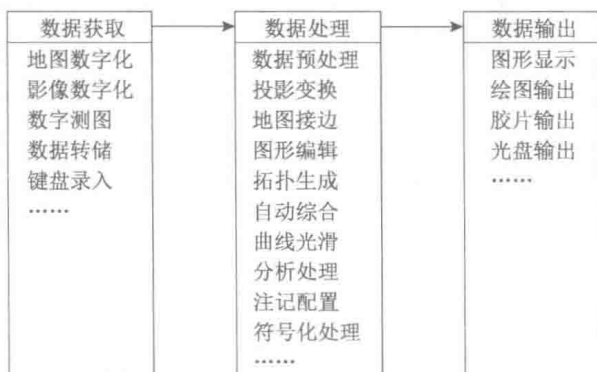 数据获取
地图数字化
影像数字化
数字测图
数据转储
键盘录入
……
数据处理
数据预处理
投影变换
地图接边
图形编辑
拓扑生成
自动综合
曲线光滑
分析处理
注记配置
符号化处理
……
数据输出
图形显示
绘图输出
胶片输出
光盘输出
……